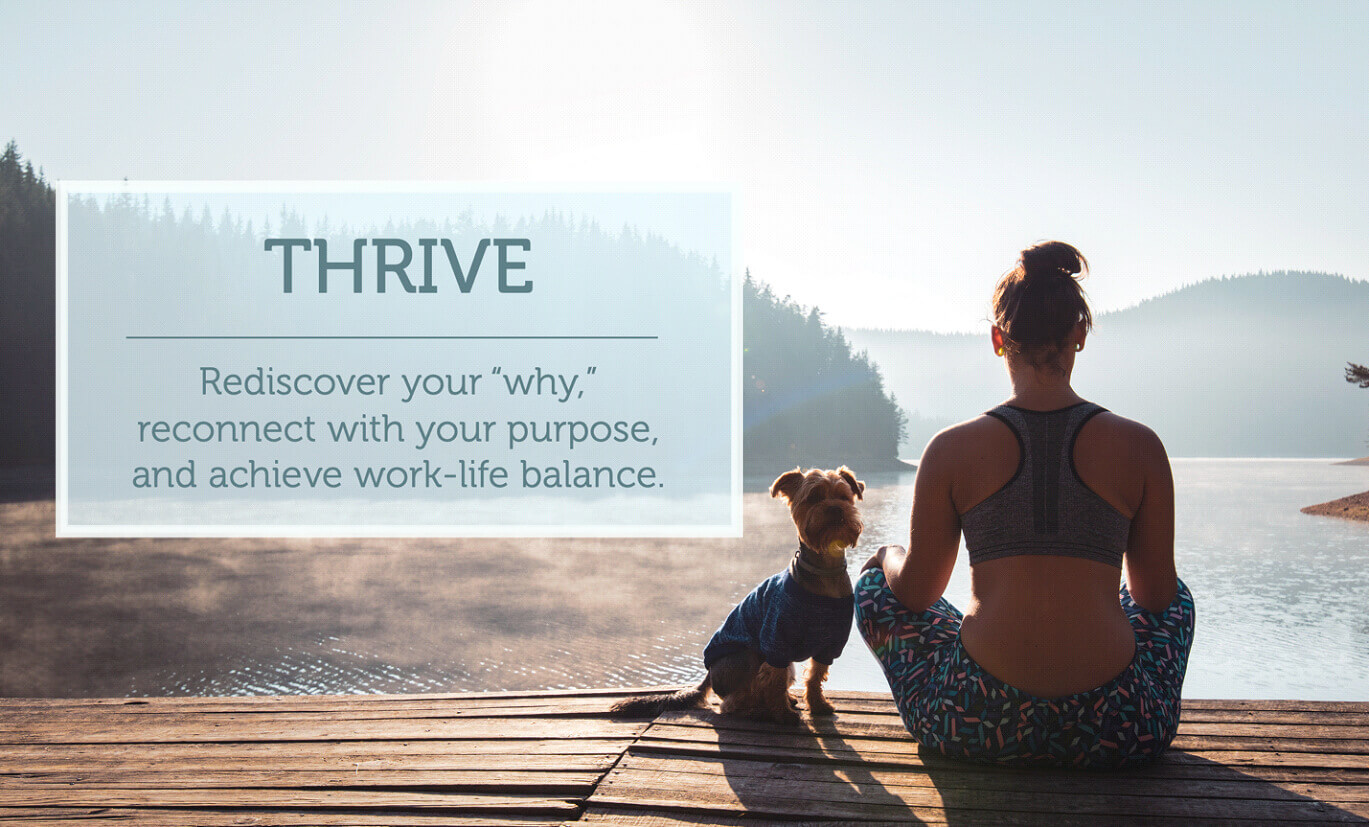 THRIVE
Rediscover your “why,”
reconnect with your purpose,
and achieve work-life balance.